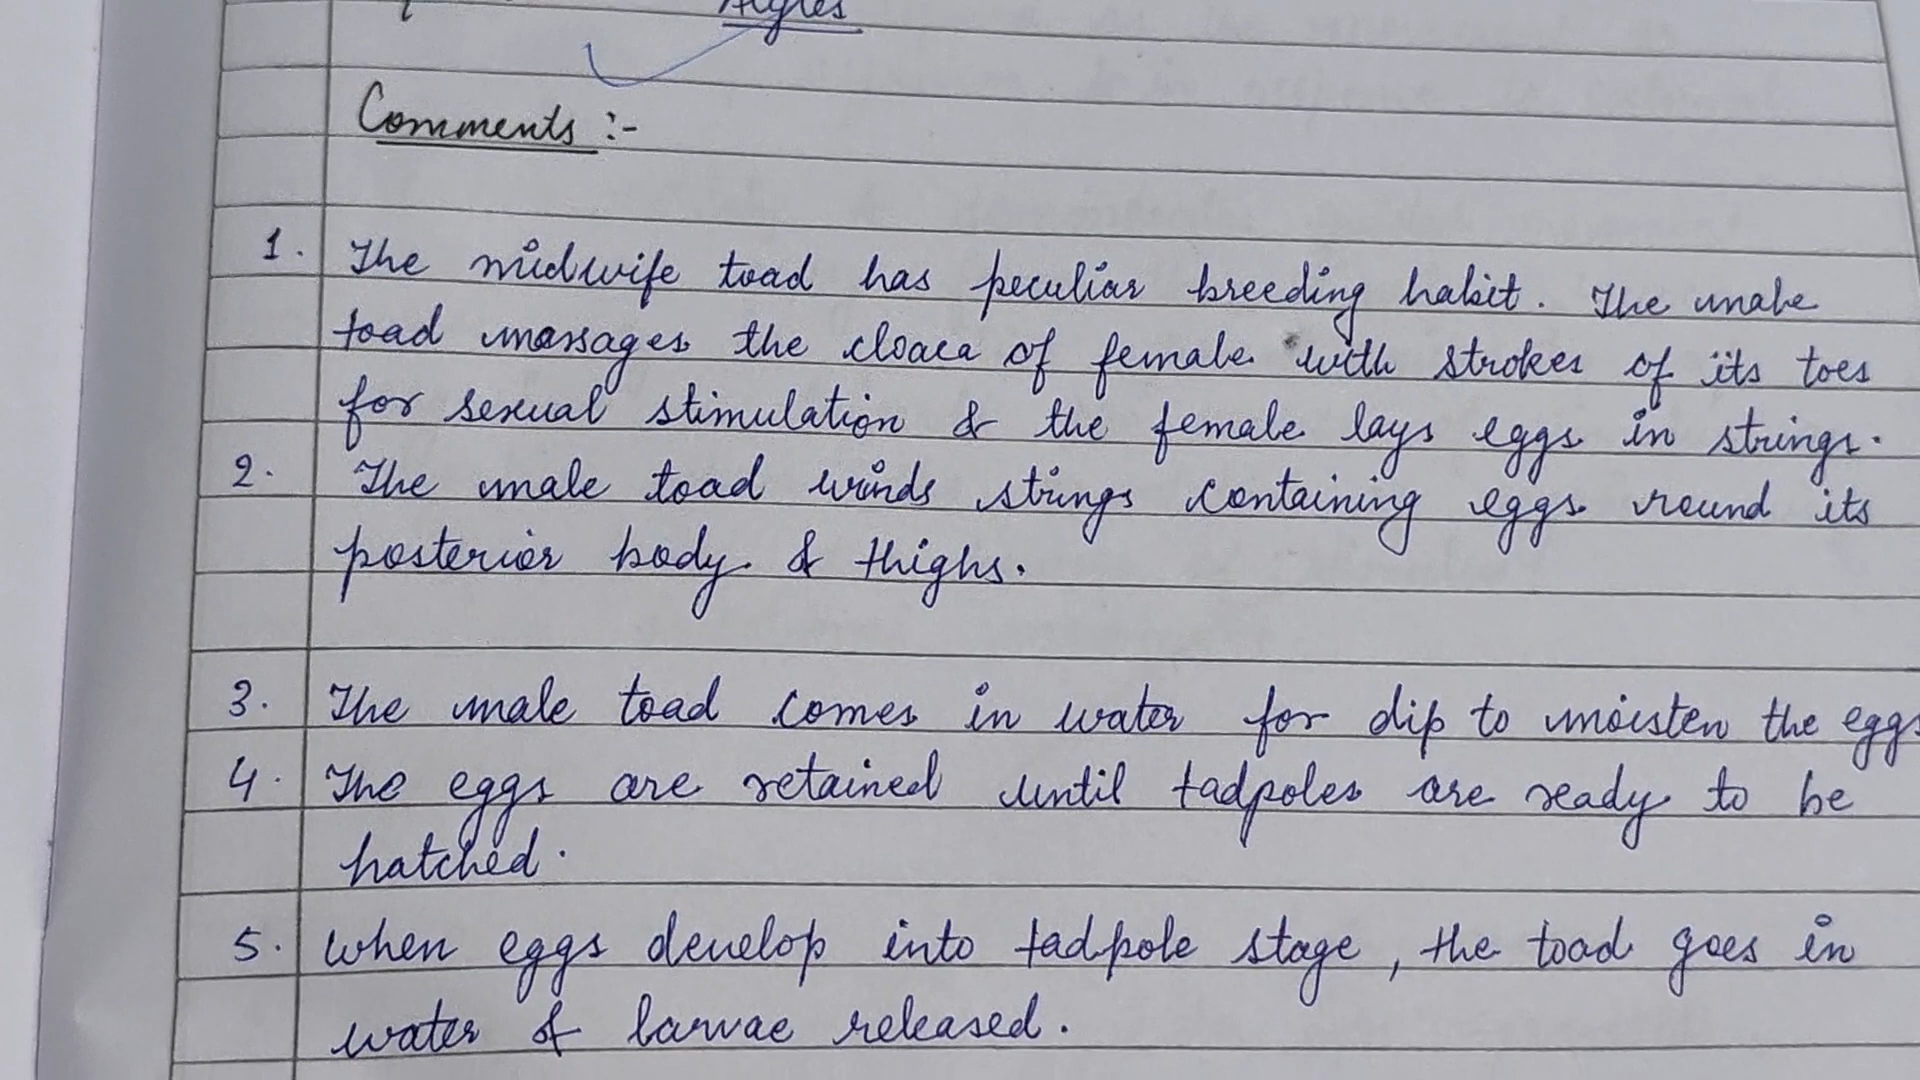 Comments :-
1. The midwife toad has peculiar breeding habit. The male
toad massages the cloaca of female with strokes of its toes
for sexual stimulation & the female lays eggs in strings.
2. The male toad winds strings containing eggs round its
posterior body & thighs.
3. The male toad comes in water for dip to moisten the eggs
4. The eggs are retained until tadpoles are ready to be
hatched.
5. When eggs develop into tadpole stage, the toad goes in
water & larvae released.